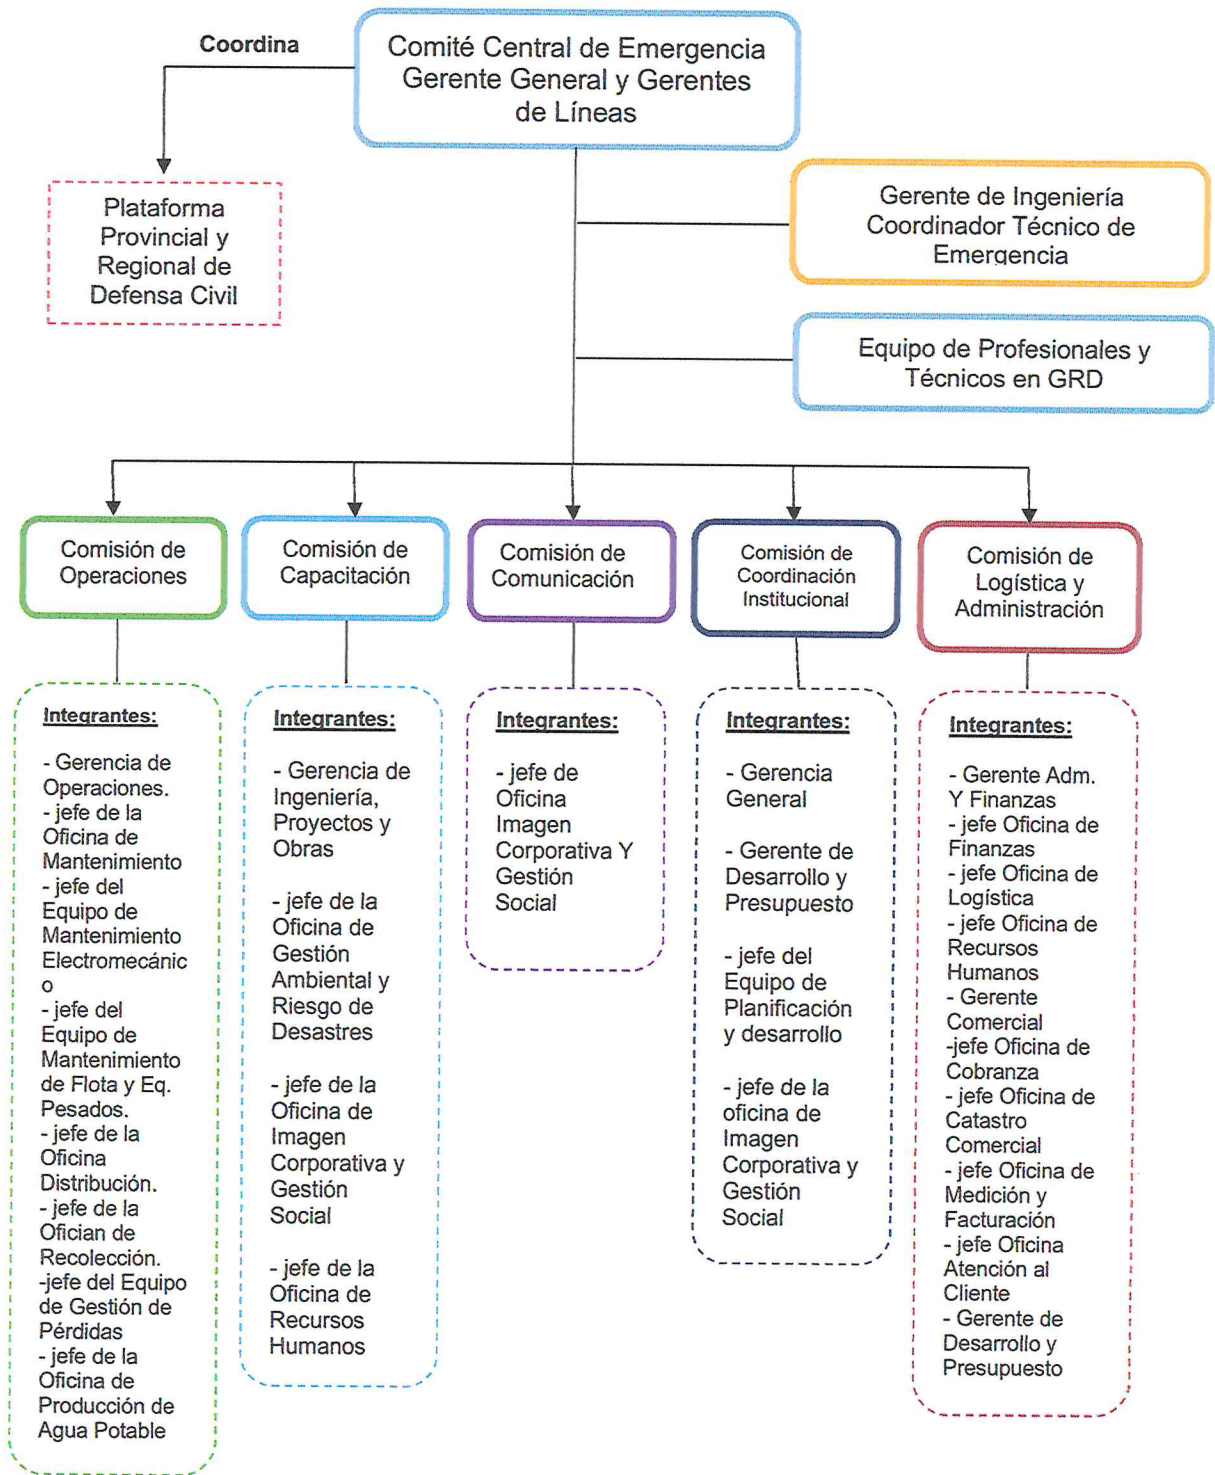 Coordina
Comité Central de Emergencia
Gerente General y Gerentes
de Líneas
Plataforma
Provincial y
Regional de
Defensa Civil
Gerente de Ingeniería
Coordinador Técnico de
Emergencia
Equipo de Profesionales y
Técnicos en GRD
Comisión de
Operaciones
Comisión de
Capacitación
Comisión de
Comunicación
Comisión de
Coordinación
Institucional
Comisión de
Logística y
Administración
Integrantes:
- Gerencia de
Operaciones.
- jefe de la
Oficina de
Mantenimiento
- jefe del
Equipo de
Mantenimiento
Electromecánic
o
- jefe del
Equipo de
Mantenimiento
de Flota y Eq.
Pesados.
- jefe de la
Oficina
Distribución.
- jefe de la
Ofician de
Recolección.
-jefe del Equipo
de Gestión de
Pérdidas
- jefe de la
Oficina de
Producción de
Agua Potable
Integrantes:
- Gerencia de
Ingeniería,
Proyectos y
Obras
- jefe de la
Oficina de
Gestión
Ambiental y
Riesgo de
Desastres
- jefe de la
Oficina de
Imagen
Corporativa y
Gestión
Social
- jefe de la
Oficina de
Recursos
Humanos
Integrantes:
- jefe de
Oficina
Imagen
Corporativa Y
Gestión
Social
Integrantes:
- Gerencia
General
- Gerente de
Desarrollo y
Presupuesto
- jefe del
Equipo de
Planificación
y desarrollo
- jefe de la
oficina de
Imagen
Corporativa y
Gestión
Social
Integrantes:
- Gerente Adm.
Y Finanzas
- jefe Oficina de
Finanzas
- jefe Oficina de
Logística
- jefe Oficina de
Recursos
Humanos
- Gerente
Comercial
-jefe Oficina de
Cobranza
- jefe Oficina de
Catastro
Comercial
- jefe Oficina de
Medición y
Facturación
- jefe Oficina
Atención al
Cliente
- Gerente de
Desarrollo y
Presupuesto